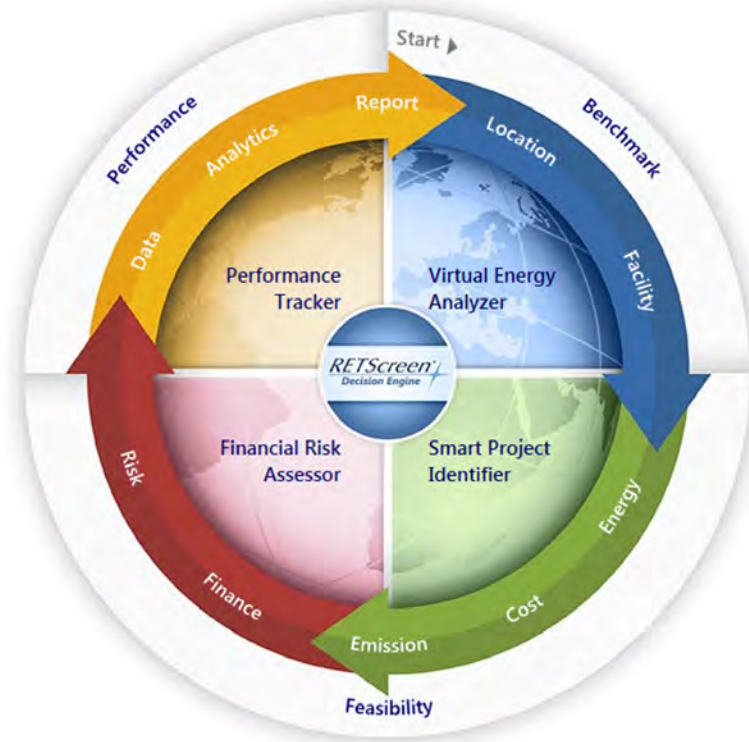 Start
Benchmark
Location
Facility
Virtual Energy
Analyzer
Energy
Cost
Emission
Smart Project
Identifier
Feasibility
Finance
Risk
Financial Risk
Assessor
Performance
Data
Analytics
Report
Performance
Tracker
RETScreen
Decision Engine